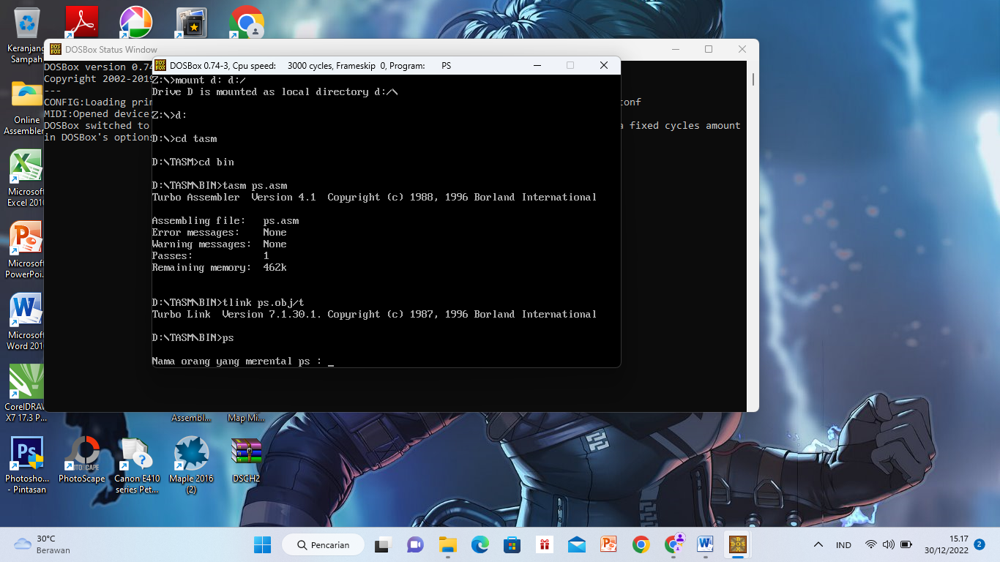 Keranjang
Sampah
Online
Assembler
Microsoft
Excel 2010
Microsoft
PowerPoi...
Microsoft
Word 2010
CorelDRAW
X7 17.3 P...
Assembl...
Map Mi...
Photosho...
- Pintasan
PhotoScape
Canon E410
series Pet...
Maple 2016
(2)
DSCH2
DOSBox Status Window
DOSBox version 0.74
Copyright 2002-2019
---
CONFIG:Loading prim
onf
MIDI:Opened device
DOSBox switched to
a fixed cycles amount
in DOSBox's options
DOSBox 0.74-3, Cpu speed: 3000 cycles, Frameskip 0, Program: PS
Z:\>mount d: d:/
Drive D is mounted as local directory d:/\
Z:\>d:
D:\>cd tasm
D:\TASM>cd bin
D:\TASM\BIN>tasm ps.asm
Turbo Assembler Version 4.1 Copyright (c) 1988, 1996 Borland International
Assembling file: ps.asm
Error messages: None
Warning messages: None
Passes: 1
Remaining memory: 462k
D:\TASM\BIN>tlink ps.obj/t
Turbo Link Version 7.1.30.1. Copyright (c) 1987, 1996 Borland International
D:\TASM\BIN>ps
Nama orang yang merental ps : _
30°C
Berawan
Pencarian
IND
15.17
30/12/2022
2